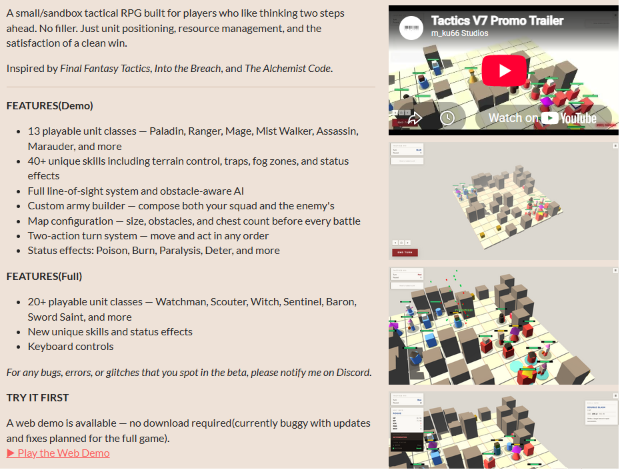 A small/sandbox tactical RPG built for players who like thinking two steps
ahead. No filler. Just unit positioning, resource management, and the
satisfaction of a clean win.
Inspired by Final Fantasy Tactics, Into the Breach, and The Alchemist Code.
FEATURES(Demo)
• 13 playable unit classes — Paladin, Ranger, Mage, Mist Walker, Assassin,
Marauder, and more
• 40+ unique skills including terrain control, traps, fog zones, and status
effects
• Full line-of-sight system and obstacle-aware AI
• Custom army builder — compose both your squad and the enemy's
• Map configuration — size, obstacles, and chest count before every battle
• Two-action turn system — move and act in any order
• Status effects: Poison, Burn, Paralysis, Deter, and more
FEATURES(Full)
• 20+ playable unit classes — Watchman, Scouter, Witch, Sentinel, Baron,
Sword Saint, and more
• New unique skills and status effects
• Keyboard controls
For any bugs, errors, or glitches that you spot in the beta, please notify me on Discord.
TRY IT FIRST
A web demo is available — no download required(currently buggy with updates
and fixes planned for the full game).
▶ Play the Web Demo
Tactics V7 Promo Trailer
m_ku66 Studios
Watch on YouTube